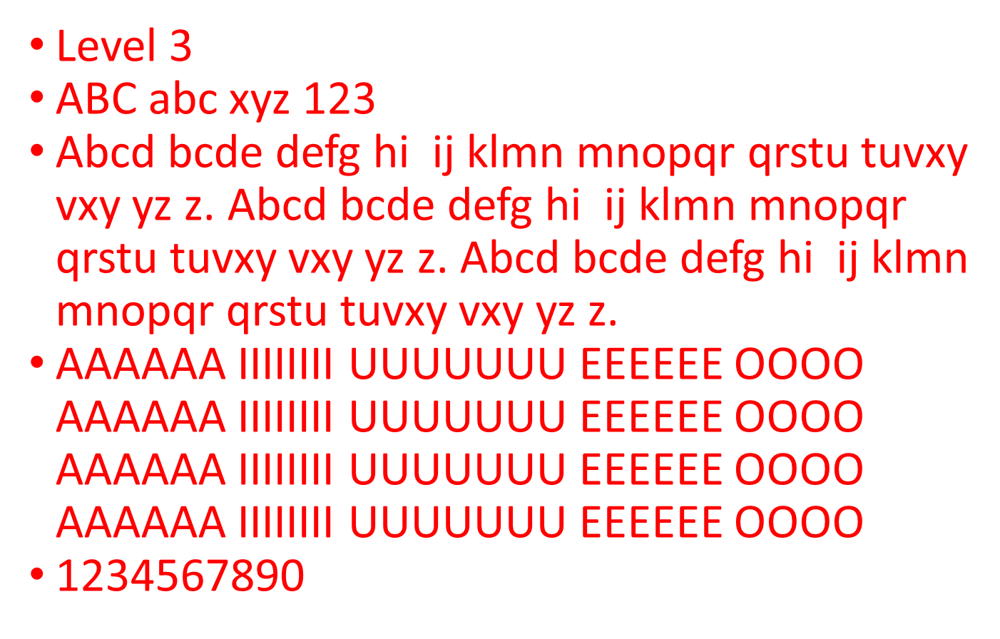 • Level 3
• ABC abc xyz 123
• Abcd bcde defg hi  ij klmn mnopqr qrstu tuvxy
vxy yz z. Abcd bcde defg hi  ij klmn mnopqr
qrstu tuvxy vxy yz z. Abcd bcde defg hi  ij klmn
mnopqr qrstu tuvxy vxy yz z.
• AAAAAA IIIIIIII UUUUUUU EEEEEE OOOO
AAAAAA IIIIIIII UUUUUUU EEEEEE OOOO
AAAAAA IIIIIIII UUUUUUU EEEEEE OOOO
AAAAAA IIIIIIII UUUUUUU EEEEEE OOOO
• 1234567890